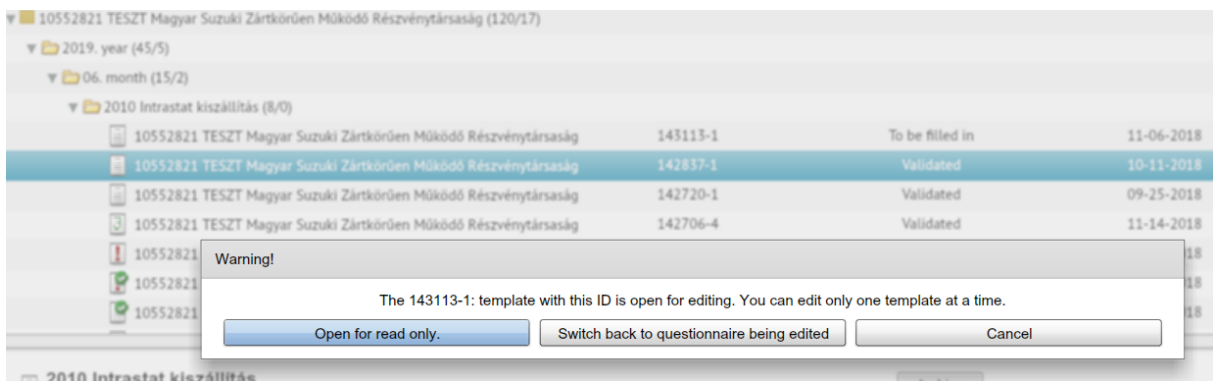 10552821 TESZT Magyar Suzuki Zártkörűen Működő Részvénytársaság (120/17)
2019. year (45/5)
06. month (15/2)
2010 Intrastat kiszállítás (8/0)
10552821 TESZT Magyar Suzuki Zártkörűen Működő Részvénytársaság 143113-1 To be filled in 11-06-2018
10552821 TESZT Magyar Suzuki Zártkörűen Működő Részvénytársaság 142837-1 Validated 10-11-2018
10552821 TESZT Magyar Suzuki Zártkörűen Működő Részvénytársaság 142720-1 Validated 09-25-2018
3 10552821 TESZT Magyar Suzuki Zártkörűen Működő Részvénytársaság 142706-4 Validated 11-14-2018
10552821 18
Warning!
10552821 18
The 143113-1: template with this ID is open for editing. You can edit only one template at a time.
10552821 18
Open for read only. Switch back to questionnaire being edited Cancel
2010 Intrastat kiszállítás